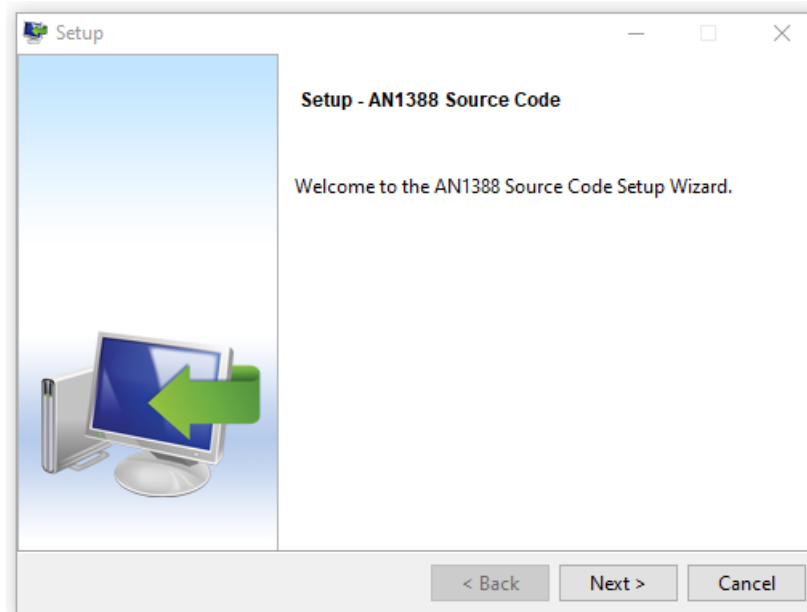 Setup
Setup - AN1388 Source Code
Welcome to the AN1388 Source Code Setup Wizard.
< Back Next > Cancel